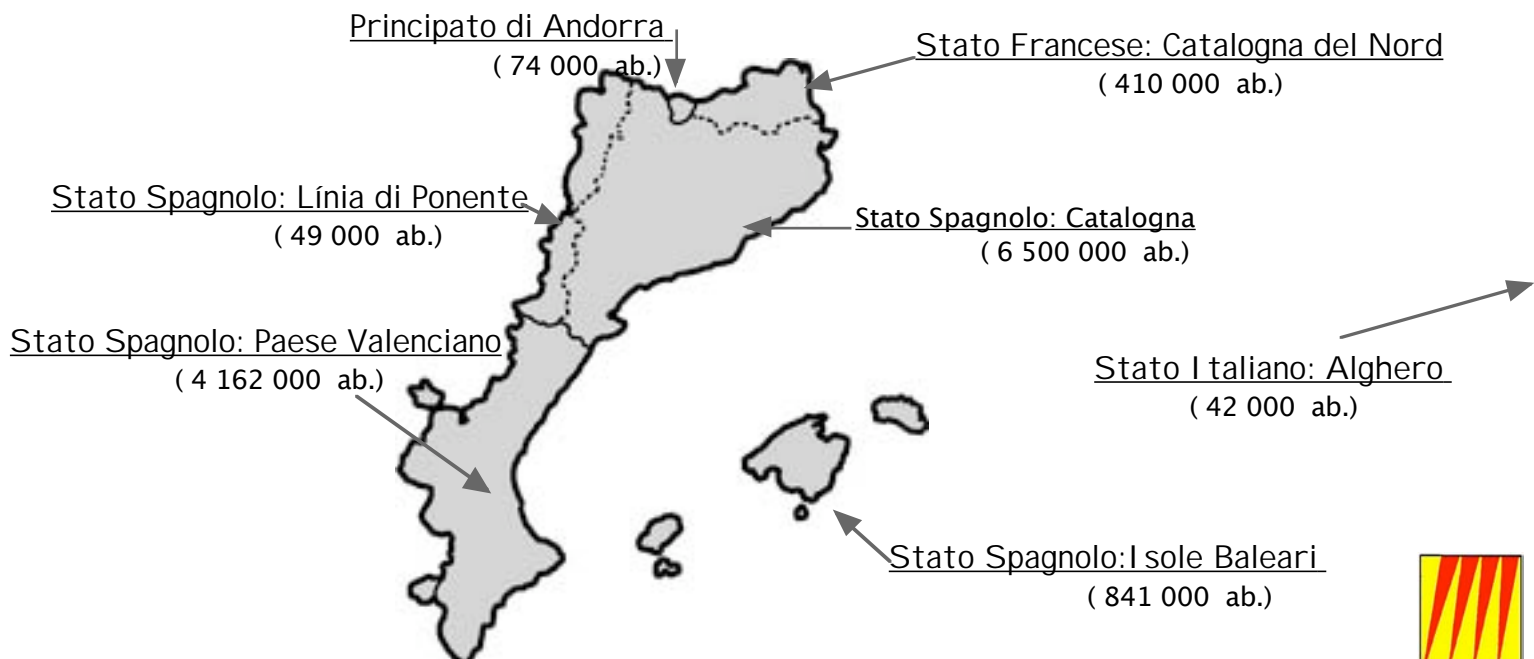 Principato di Andorra
( 74 000 ab.)
Stato Francese: Catalogna del Nord
( 410 000 ab.)
Stato Spagnolo: Línia di Ponente
( 49 000 ab.)
Stato Spagnolo: Catalogna
( 6 500 000 ab.)
Stato Spagnolo: Paese Valenciano
( 4 162 000 ab.)
Stato Italiano: Alghero
( 42 000 ab.)
Stato Spagnolo:Isole Baleari
( 841 000 ab.)